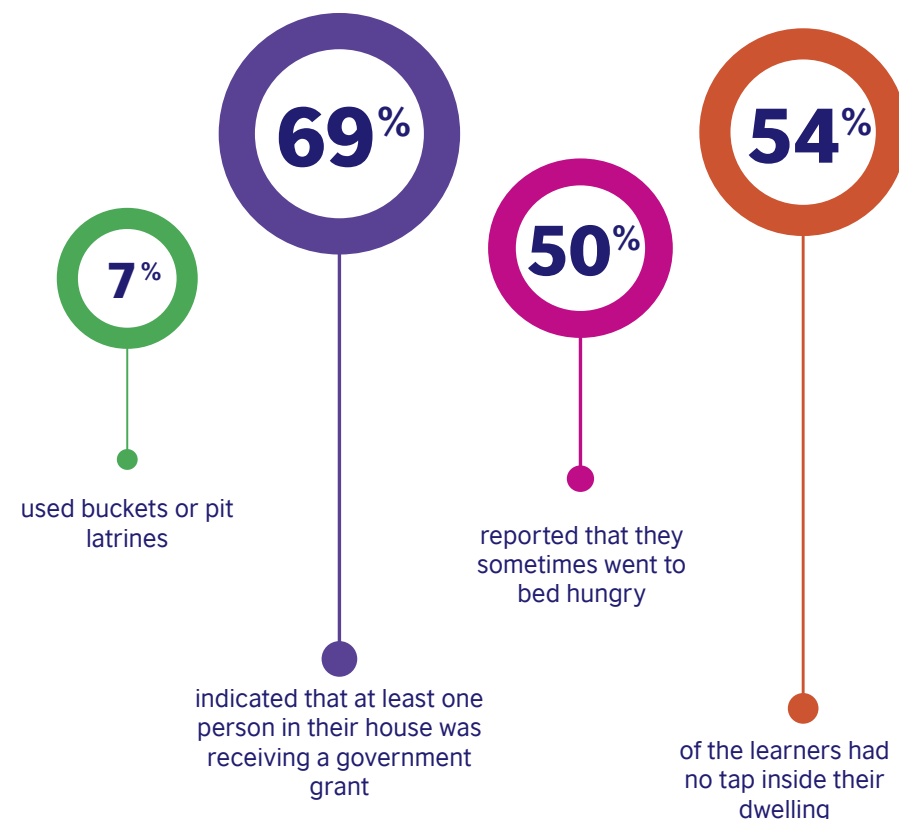 7%
used buckets or pit
latrines
69%
indicated that at least one
person in their house was
receiving a government
grant
50%
reported that they
sometimes went to
bed hungry
54%
of the learners had
no tap inside their
dwelling